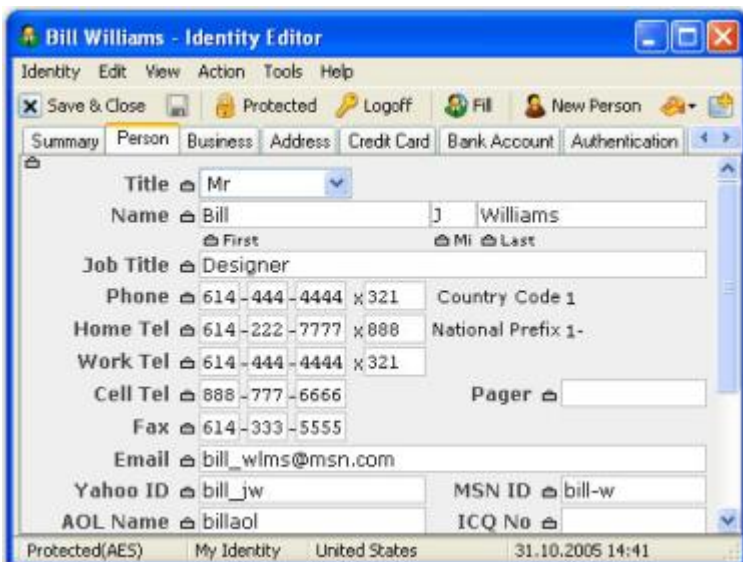 Bill Williams - Identity Editor
Identity Edit View Action Tools Help
Save & Close Protected Logoff Fill New Person
Summary Person Business Address Credit Card Bank Account Authentication
Title Mr
Name Bill J Williams
First Mi Last
Job Title Designer
Phone 614-444-4444 x 321 Country Code 1
Home Tel 614-222-7777 x 888 National Prefix 1-
Work Tel 614-444-4444 x 321
Cell Tel 888-777-6666 Pager
Fax 614-333-5555
Email bill_wlms@msn.com
Yahoo ID bill_jw MSN ID bill-w
AOL Name billaol ICQ No
Protected(AES) My Identity United States 31.10.2005 14:41